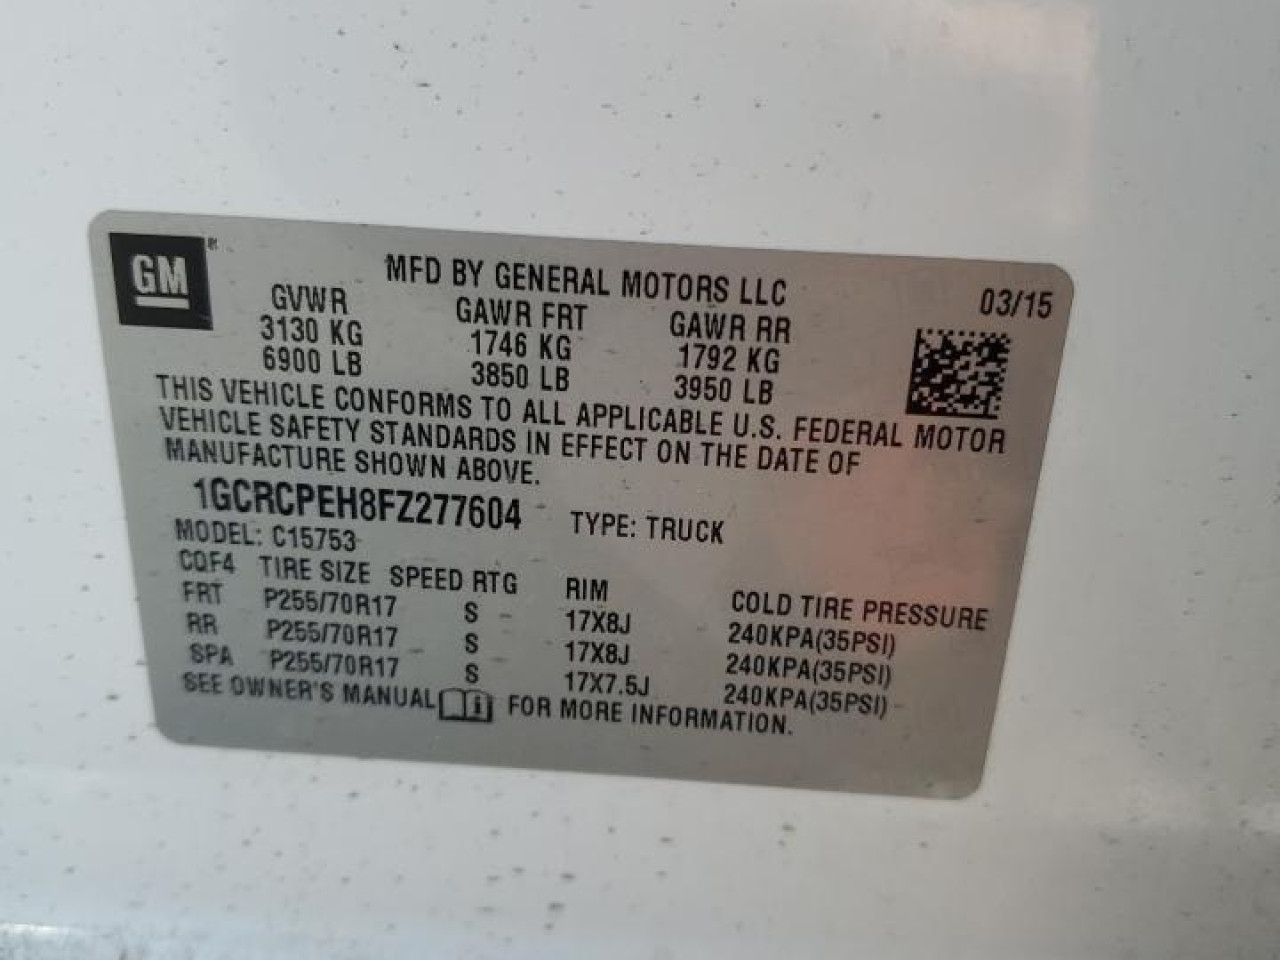 GM ®
MFD BY GENERAL MOTORS LLC 03/15
GVWR GAWR FRT GAWR RR
3130 KG 1746 KG 1792 KG
6900 LB 3850 LB 3950 LB
THIS VEHICLE CONFORMS TO ALL APPLICABLE U.S. FEDERAL MOTOR
VEHICLE SAFETY STANDARDS IN EFFECT ON THE DATE OF
MANUFACTURE SHOWN ABOVE.
1GCRCPEH8FZ277604 TYPE: TRUCK
MODEL: C15753
CQF4 TIRE SIZE SPEED RTG RIM COLD TIRE PRESSURE
FRT P255/70R17 S 17X8J 240KPA(35PSI)
RR P255/70R17 S 17X8J 240KPA(35PSI)
SPA P255/70R17 S 17X7.5J 240KPA(35PSI)
SEE OWNER'S MANUAL FOR MORE INFORMATION.